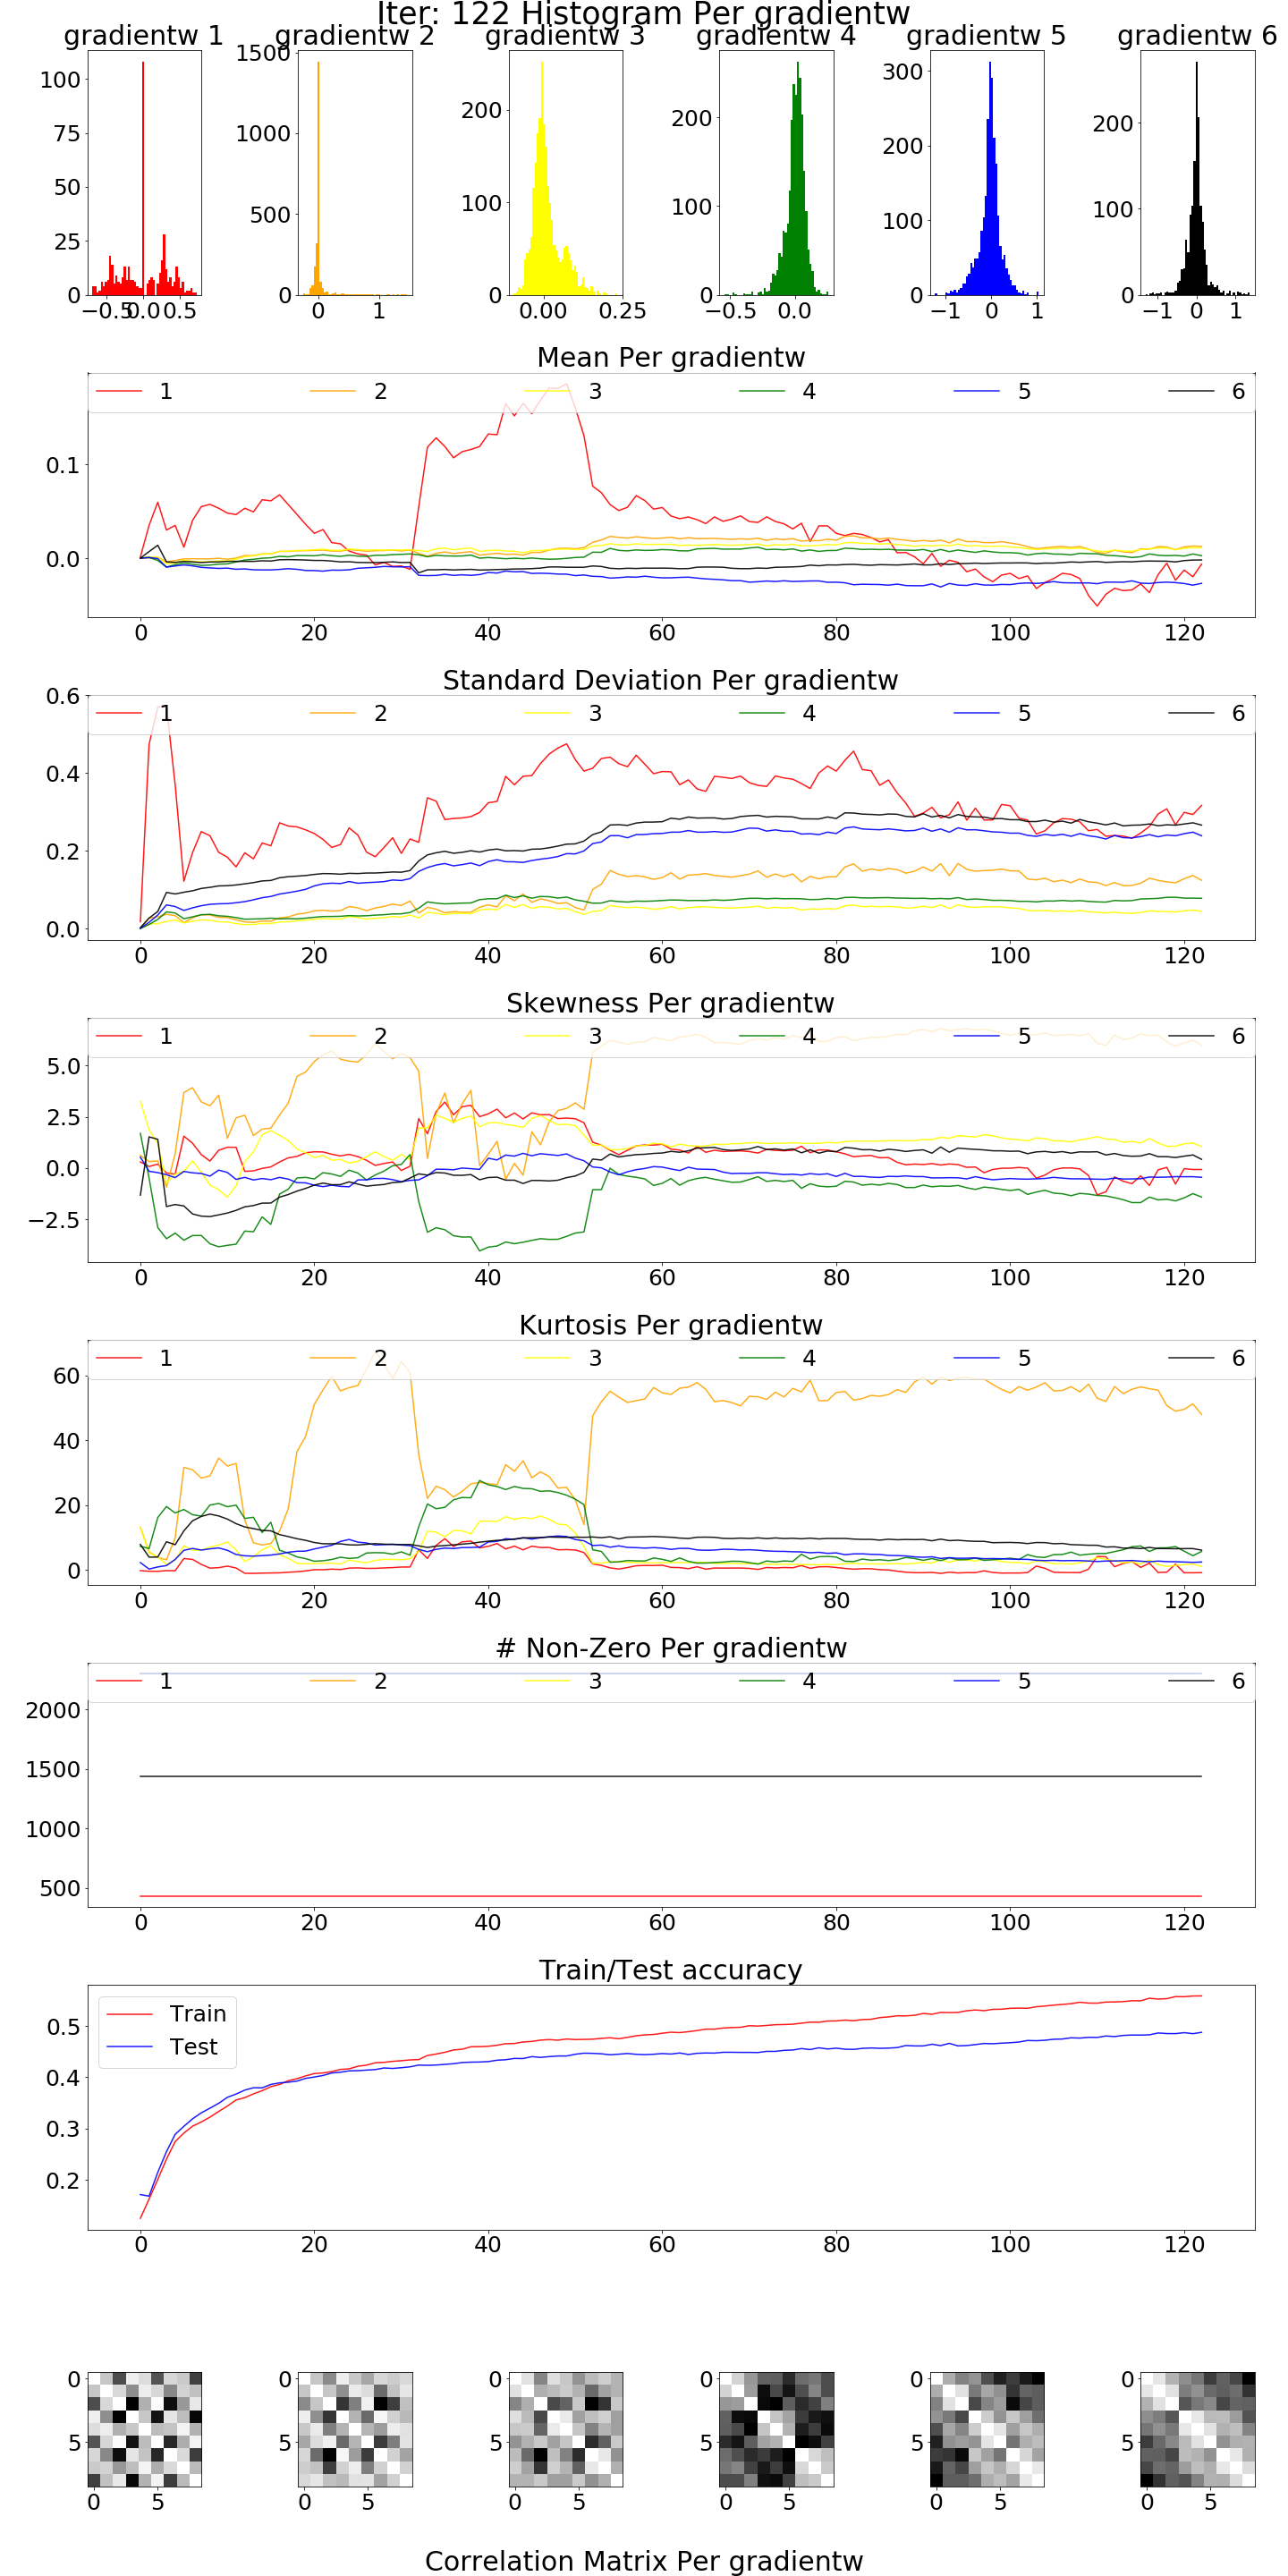 Iter: 122 Histogram Per gradientw
gradientw 1 gradientw 2 gradientw 3 gradientw 4 gradientw 5 gradientw 6
100
75
50
25
0
−0.5 0.0 0.5
1500
1000
500
0
0 1
200
100
0
0.00 0.25
200
100
0
−0.5 0.0
300
200
100
0
−1 0 1
200
100
0
−1 0 1
Mean Per gradientw
1 2 3 4 5 6
0.1
0.0
0 20 40 60 80 100 120
Standard Deviation Per gradientw
1 2 3 4 5 6
0.6
0.4
0.2
0.0
0 20 40 60 80 100 120
Skewness Per gradientw
1 2 3 4 5 6
5.0
2.5
0.0
−2.5
0 20 40 60 80 100 120
Kurtosis Per gradientw
1 2 3 4 5 6
60
40
20
0
0 20 40 60 80 100 120
# Non-Zero Per gradientw
1 2 3 4 5 6
2000
1500
1000
500
0 20 40 60 80 100 120
Train/Test accuracy
Train
Test
0.5
0.4
0.3
0.2
0 20 40 60 80 100 120
0
5
0 5
0
5
0 5
0
5
0 5
0
5
0 5
0
5
0 5
0
5
0 5
Correlation Matrix Per gradientw